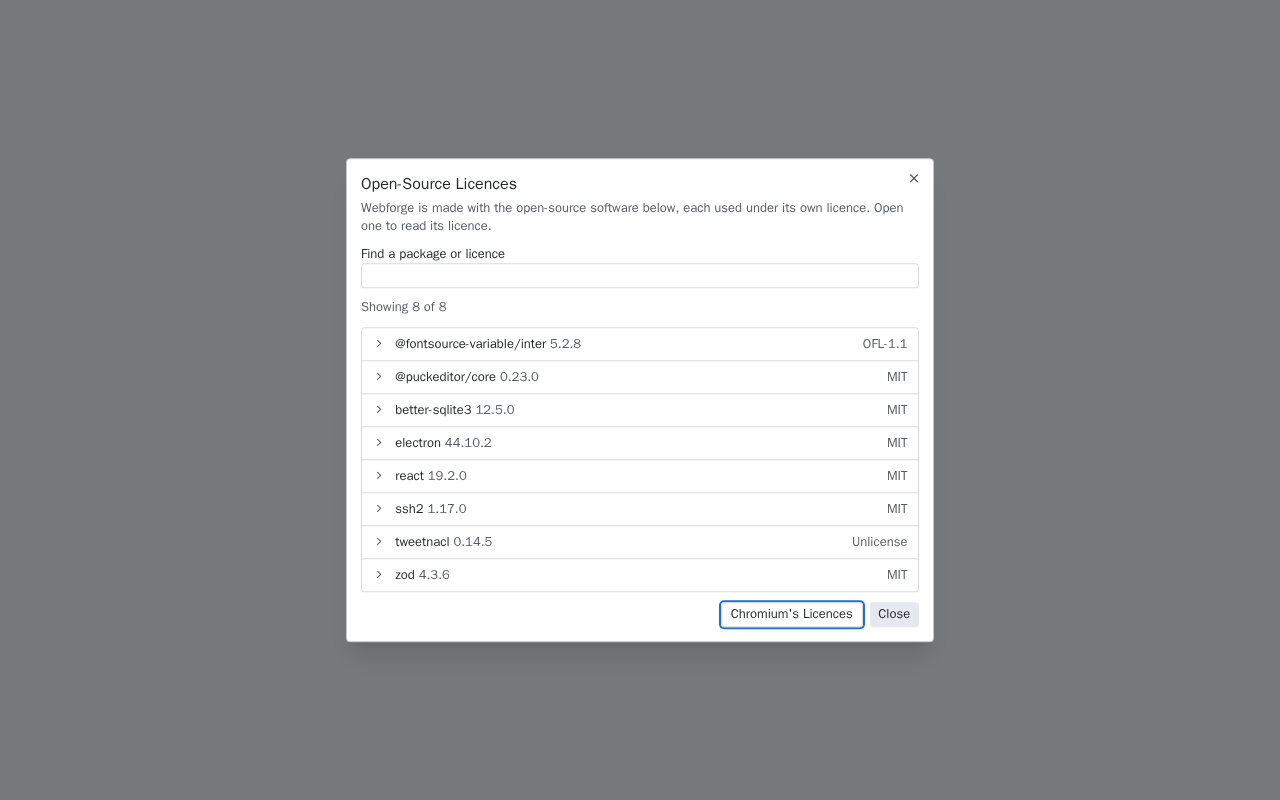 Open-Source Licences
Webforge is made with the open-source software below, each used under its own licence. Open
one to read its licence.
Find a package or licence
Showing 8 of 8
@fontsource-variable/inter 5.2.8 OFL-1.1
@puckeditor/core 0.23.0 MIT
better-sqlite3 12.5.0 MIT
electron 44.10.2 MIT
react 19.2.0 MIT
ssh2 1.17.0 MIT
tweetnacl 0.14.5 Unlicense
zod 4.3.6 MIT
Chromium's Licences Close